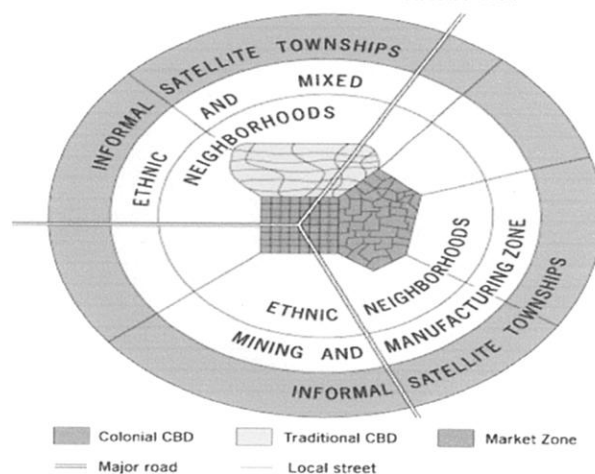 INFORMAL SATELLITE TOWNSHIPS
ETHNIC AND MIXED
NEIGHBORHOODS
ETHNIC NEIGHBORHOODS
MINING AND MANUFACTURING ZONE
INFORMAL SATELLITE TOWNSHIPS
Colonial CBD
Traditional CBD
Market Zone
Major road
Local street